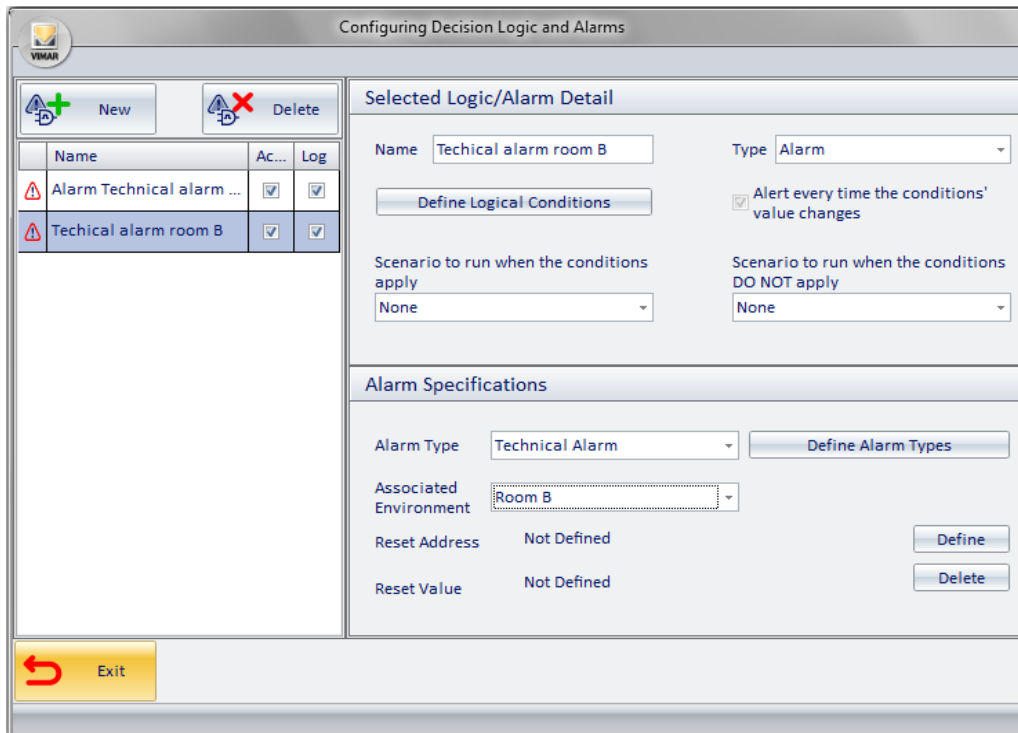 Configuring Decision Logic and Alarms
VIMAR
New
Delete
Name
Ac...
Log
Alarm Technical alarm ...
Techical alarm room B
Selected Logic/Alarm Detail
Name
Techical alarm room B
Type
Alarm
Define Logical Conditions
Alert every time the conditions'
value changes
Scenario to run when the conditions
apply
None
Scenario to run when the conditions
DO NOT apply
None
Alarm Specifications
Alarm Type
Technical Alarm
Define Alarm Types
Associated
Environment
Room B
Reset Address
Not Defined
Define
Reset Value
Not Defined
Delete
Exit